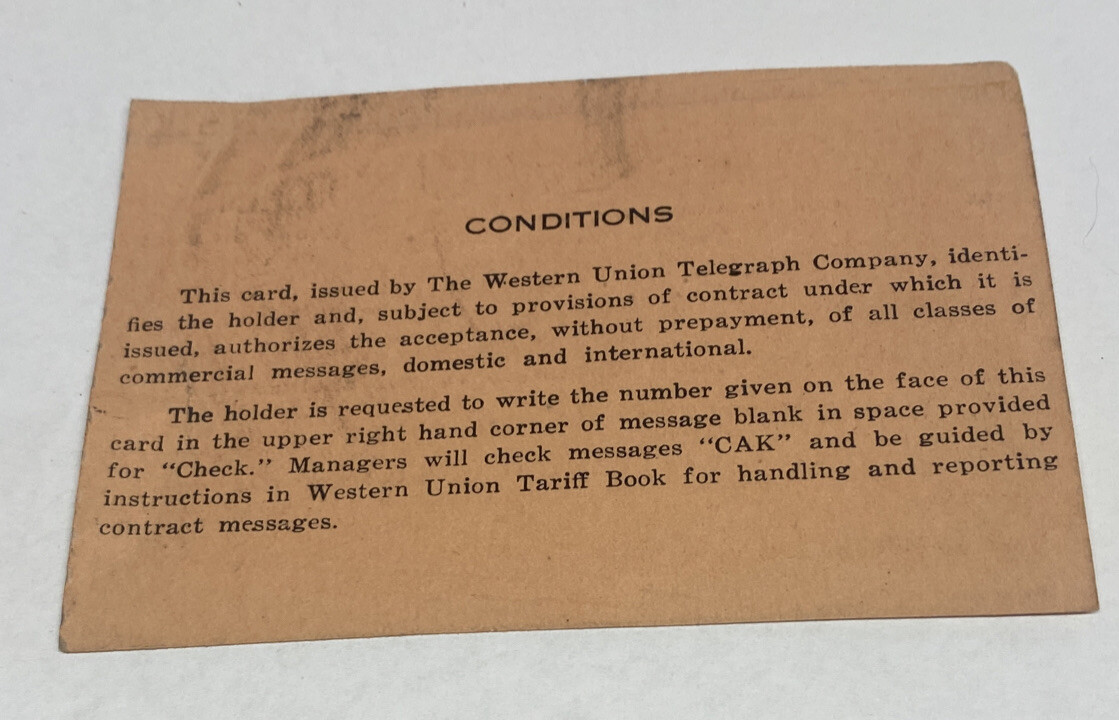 CONDITIONS
This card, issued by The Western Union Telegraph Company, identi-
fies the holder and, subject to provisions of contract under which it is
issued, authorizes the acceptance, without prepayment, of all classes of
commercial messages, domestic and international.
The holder is requested to write the number given on the face of this
card in the upper right hand corner of message blank in space provided
for “Check.” Managers will check messages “CAK” and be guided by
instructions in Western Union Tariff Book for handling and reporting
contract messages.